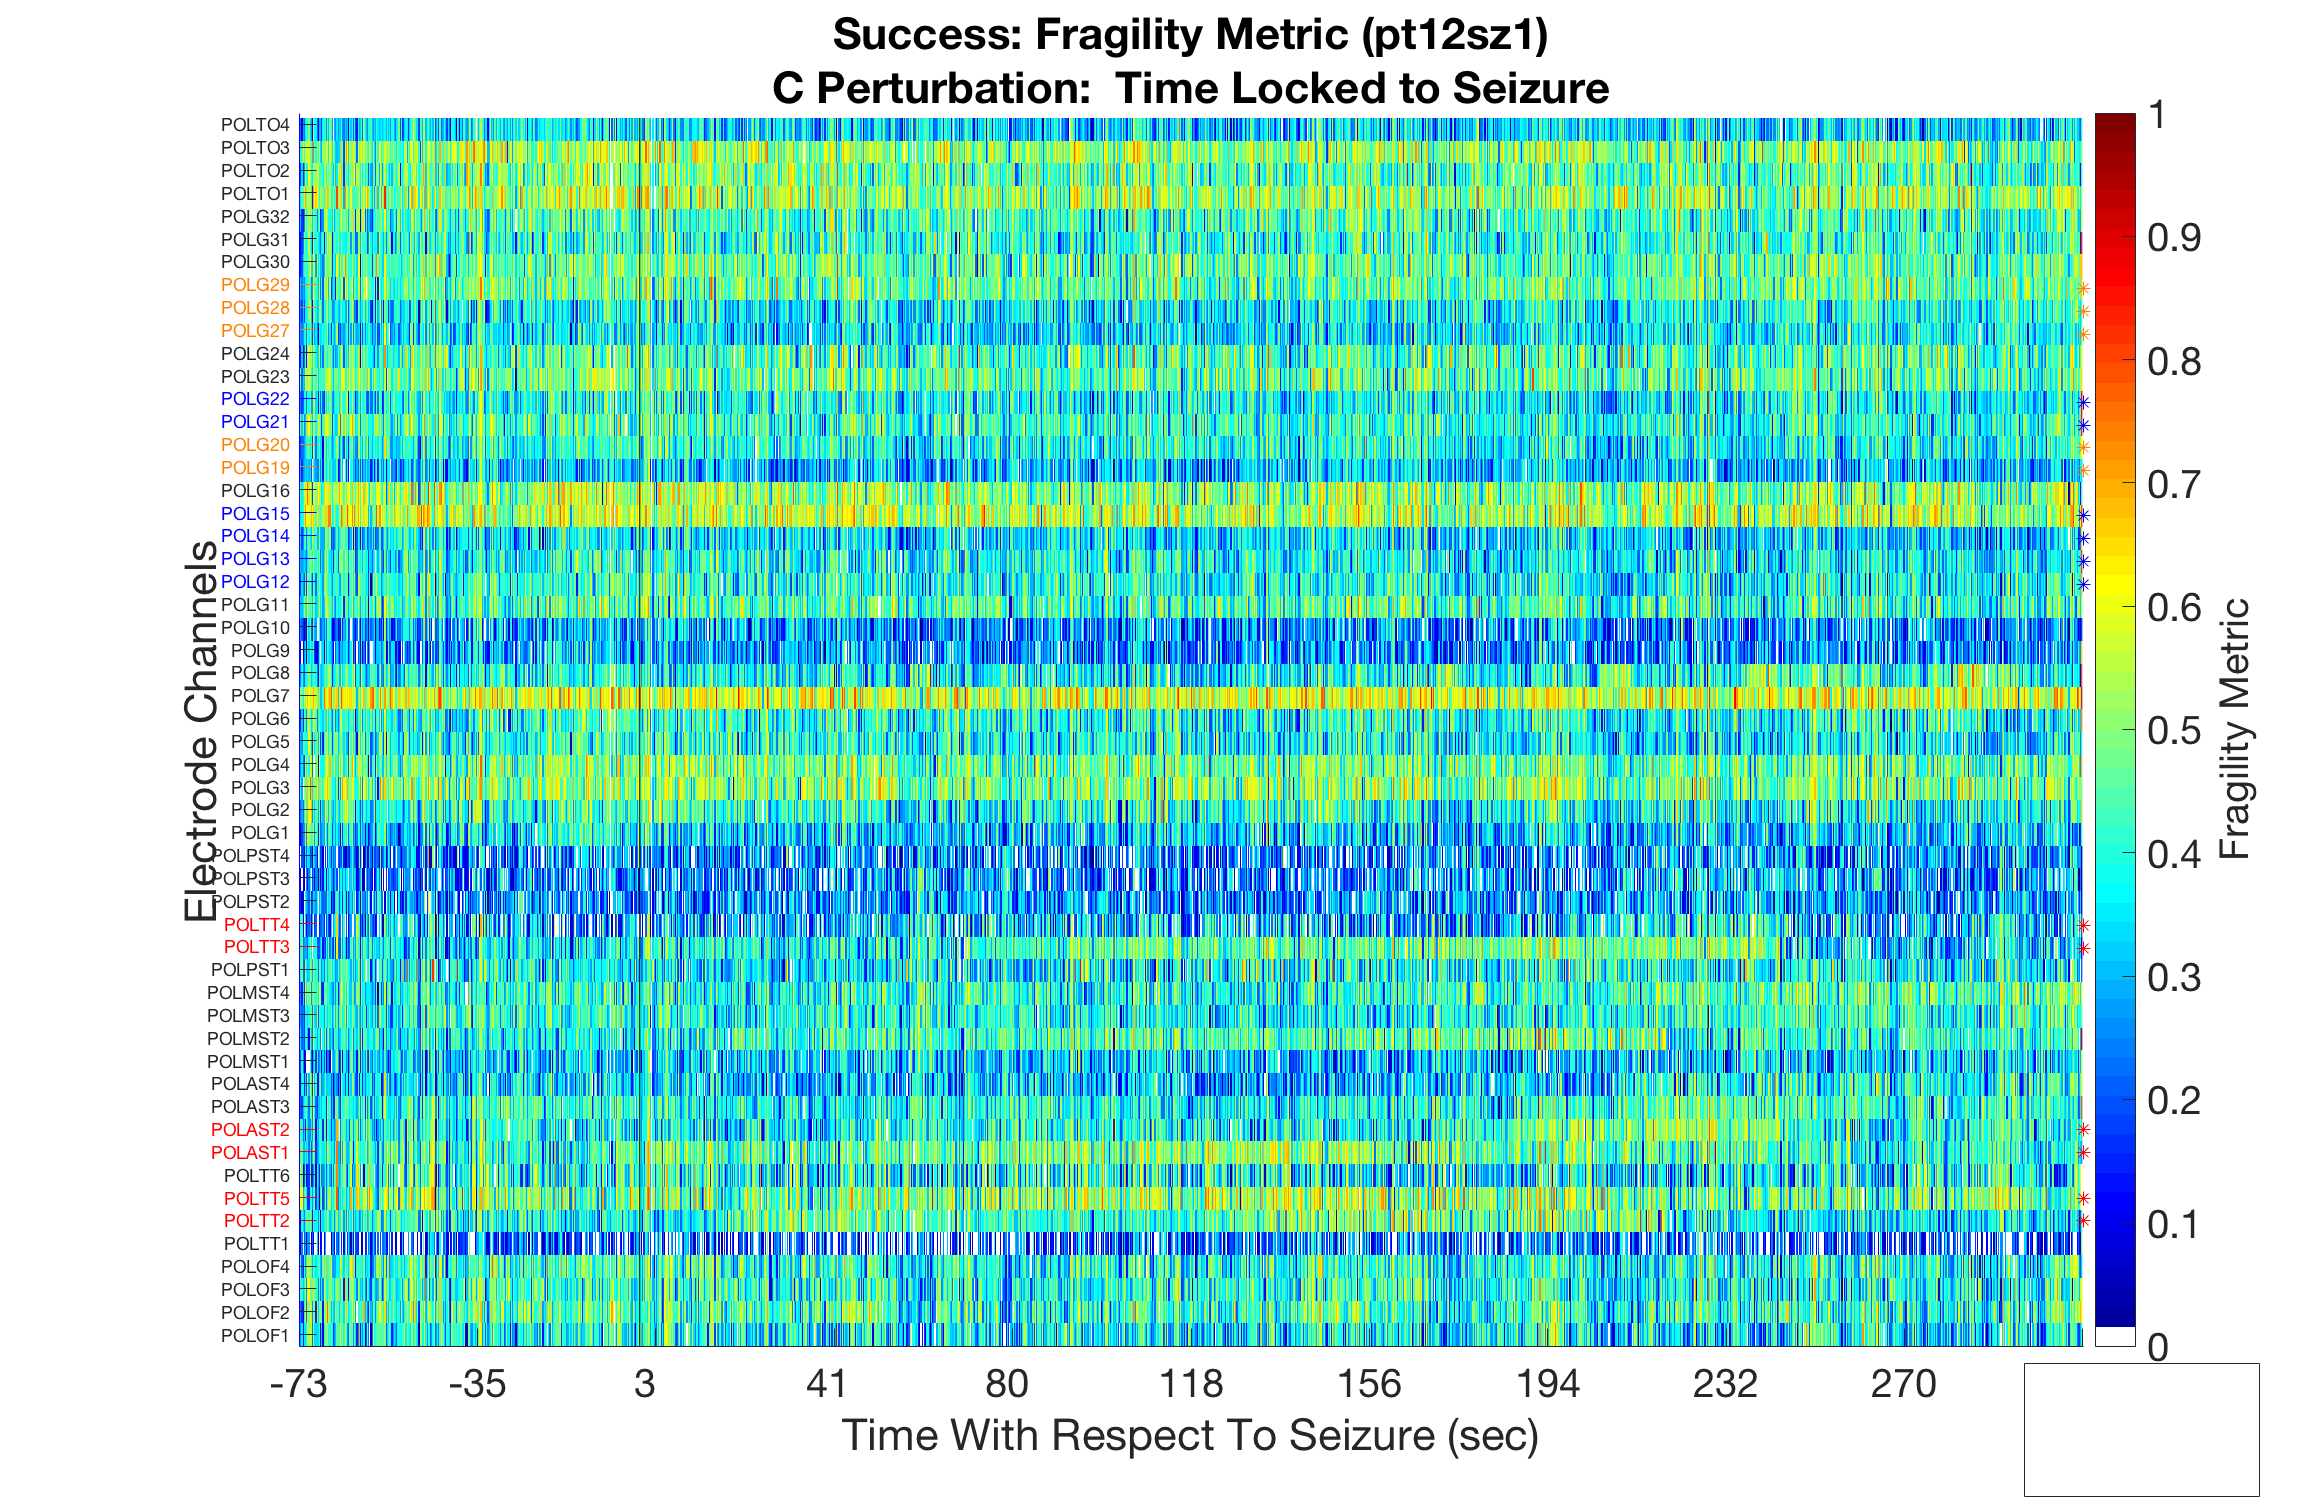 Success: Fragility Metric (pt12sz1)
C Perturbation:  Time Locked to Seizure
Electrode Channels
POLTO4
POLTO3
POLTO2
POLTO1
POLG32
POLG31
POLG30
POLG29
POLG28
POLG27
POLG24
POLG23
POLG22
POLG21
POLG20
POLG19
POLG16
POLG15
POLG14
POLG13
POLG12
POLG11
POLG10
POLG9
POLG8
POLG7
POLG6
POLG5
POLG4
POLG3
POLG2
POLG1
POLPST4
POLPST3
POLPST2
POLTT4
POLTT3
POLPST1
POLMST4
POLMST3
POLMST2
POLMST1
POLAST4
POLAST3
POLAST2
POLAST1
POLTT6
POLTT5
POLTT2
POLTT1
POLOF4
POLOF3
POLOF2
POLOF1
-73 -35 3 41 80 118 156 194 232 270
Time With Respect To Seizure (sec)
1
0.9
0.8
0.7
0.6
0.5
0.4
0.3
0.2
0.1
0
Fragility Metric